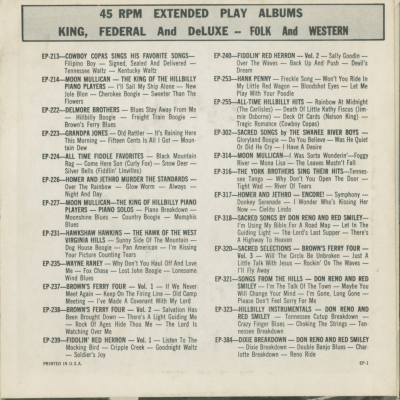 45 RPM EXTENDED PLAY ALBUMS
KING, FEDERAL And DeLUXE — FOLK And WESTERN
EP-213—COWBOY COPAS SINGS HIS FAVORITE SONGS—
Filipino Boy — Signed, Sealed And Delivered —
Tennessee Waltz — Kentucky Waltz
EP-214—MOON MULLICAN — THE KING OF THE HILLBILLY
PIANO PLAYERS — I'll Sail My Ship Alone — New
Jole Blon — Cherokee Boogie — Sweeter Than The
Flowers
EP-222—DELMORE BROTHERS — Blues Stay Away From Me
— Hillbilly Boogie — Freight Train Boogie —
Brown's Ferry Blues
EP-223—GRANDPA JONES — Old Rattler — It's Raining Here
This Morning — Fifteen Cents Is All I Got — Moun-
tain Dew
EP-224—ALL TIME FIDDLE FAVORITES — Black Mountain
Rag — Come Here Son (Curly Fox) — Snow Deer —
Silver Bells (Fiddlin' Linvilles)
EP-226—HOMER AND JETHRO MURDER THE STANDARDS —
Over The Rainbow — Glow Worm — Always —
Night And Day
EP-227—MOON MULLICAN—THE KING OF HILLBILLY PIANO
PLAYERS — PIANO SOLOS — Piano Breakdown —
Moonshine Blues — Country Boogie — Memphis
Blues
EP-231—HAWKSHAW HAWKINS — THE HAWK OF THE WEST
VIRGINIA HILLS — Sunny Side Of The Mountain —
Dog House Boogie — Pan American — I'm Kissing
Your Picture Counting Tears
EP-235—WAYNE RANEY — Why Don't You Haul Off And Love
Me — Fox Chase — Lost John Boogie — Lonesome
Wind Blues
EP-237—BROWN'S FERRY FOUR — Vol. 1 — If We Never
Meet Again — Keep On The Firing Line — Old Camp
Meeting — I've Made A Covenant With My Lord
EP-238—BROWN'S FERRY FOUR — Vol. 2 — Salvation Has
Been Brought Down — There's A Light Guiding Me
— Rock Of Ages Hide Thou Me — The Lord Is
Watching Over Me
EP-239—FIDDLIN' RED HERRON — Vol. 1 — Listen To The
Mocking Bird — Cripple Creek — Goodnight Waltz
— Soldier's Joy
EP-240—FIDDLIN' RED HERRON — Vol. 2 — Sally Goodin —
Over The Waves — Back Up And Push — Devil's
Dream
EP-253—HANK PENNY — Freckle Song — Won't You Ride In
My Little Red Wagon — Bloodshot Eyes — Let Me
Play With Your Poodle
EP-255—ALL-TIME HILLBILLY HITS — Rainbow At Midnight
(The Carlisles) — Death Of Little Kathy Fiscus (Jim-
mie Osborne) — Deck Of Cards (Nelson King) —
Tragic Romance (Cowboy Copas)
EP-302—SACRED SONGS by THE SWANEE RIVER BOYS —
Gloryland Boogie — Do You Believe — Was He Quiet
Or Did He Cry — I Have A Desire
EP-314—MOON MULLICAN— I Was Sorta Wonderin'—Foggy
River — Mona Lisa — The Leaves Mustn't Fall
EP-316—THE YORK BROTHERS SING THEIR HITS—Tennes-
see Tango — Why Don't You Open The Door —
Tight Wad — River Of Tears
EP-317—HOMER AND JETHRO — ENCORE! — Symphony —
Donkey Serenade — I Wonder Who's Kissing Her
Now — Cielito Lindo
EP-318—SACRED SONGS BY DON RENO AND RED SMILEY—
I'm Using My Bible For A Road Map — Let In The
Guiding Light — The Lord's Last Supper — There's
A Highway To Heaven
EP-320—SACRED SELECTIONS — BROWN'S FERRY FOUR —
Vol. 3 — Will The Circle Be Unbroken — Just A
Little Talk With Jesus — Rockin' On The Waves —
I'll Fly Away
EP-321—SONGS FROM THE HILLS — DON RENO AND RED
SMILEY — I'm The Talk Of The Town — Maybe You
Will Change Your Mind — I'm Gone, Long Gone —
Please Don't Feel Sorry For Me
EP-323—HILLBILLY INSTRUMENTALS — DON RENO AND
RED SMILEY — Tennessee Cutup Breakdown —
Crazy Finger Blues — Choking The Strings — Ten-
nessee Breakdown
EP-384—DIXIE BREAKDOWN — DON RENO AND RED SMILEY
— Dixie Breakdown — Double Banjo Blues — Char-
lotte Breakdown — Reno Ride
PRINTED IN U.S.A.
EP-1